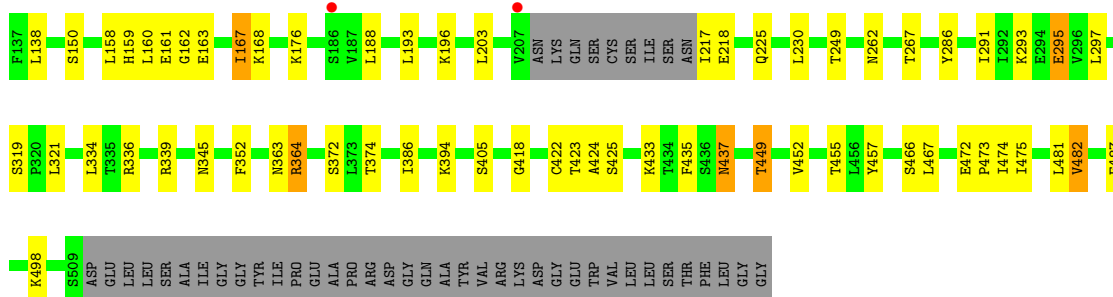 F137 L138 S150 L158 H159 L160 E161 G162 E163 I167 K168 K176 S186 V187 L188 L193 K196 L203 V207 ASN LYS GLN SER CYS SER ILE SER ASN I217 E218 Q225 L230 T249 N262 T267 Y286 I291 I292 K293 E294 E295 V296 L297
S319 P320 L321 L334 T335 R336 R339 N345 F352 N363 R364 S372 L373 T374 I386 K394 S405 G418 C422 T423 A424 S425 K433 T434 F435 S436 N437 T449 V452 T455 L456 Y457 S466 L467 E472 P473 I474 I475 L481 V482
K498 S509 ASP GLU LEU LEU SER ALA ILE GLY GLY TYR ILE PRO GLU ALA PRO ARG ASP GLY GLN ALA TYR VAL ARG LYS ASP GLY GLU TRP VAL LEU LEU SER THR PHE LEU GLY GLY